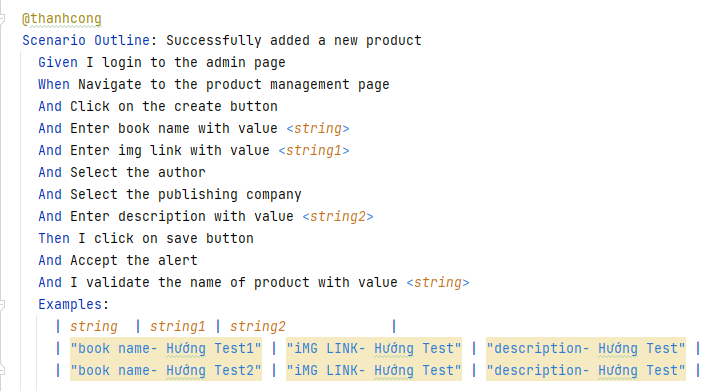 @thanhcong
Scenario Outline: Successfully added a new product
Given I login to the admin page
When Navigate to the product management page
And Click on the create button
And Enter book name with value <string>
And Enter img link with value <string1>
And Select the author
And Select the publishing company
And Enter description with value <string2>
Then I click on save button
And Accept the alert
And I validate the name of product with value <string>
Examples:
| string | string1 | string2 |
| "book name- Hướng Test1" | "iMG LINK- Hướng Test" | "description- Hướng Test" |
| "book name- Hướng Test2" | "iMG LINK- Hướng Test" | "description- Hướng Test" |